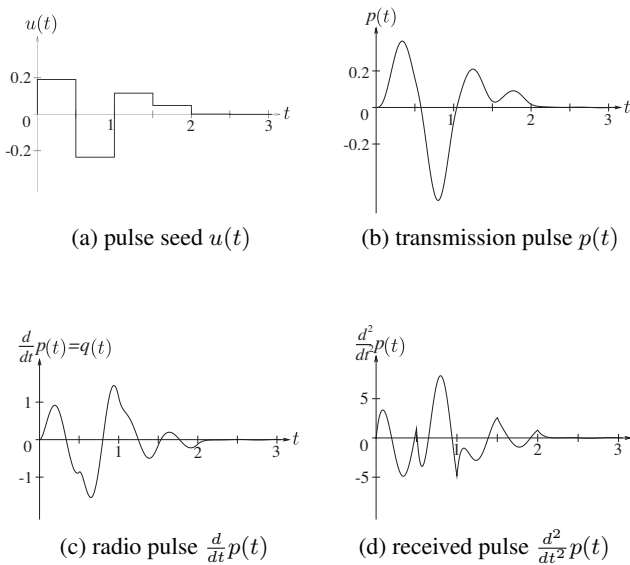 u(t)
0.2
0
-0.2
1
2
3
t
(a) pulse seed u(t)
p(t)
0.2
0
-0.2
1
2
3
t
(b) transmission pulse p(t)
d/dt p(t)=q(t)
1
0
-1
1
2
3
t
(c) radio pulse d/dt p(t)
d²/dt² p(t)
5
0
-5
1
2
3
t
(d) received pulse d²/dt² p(t)